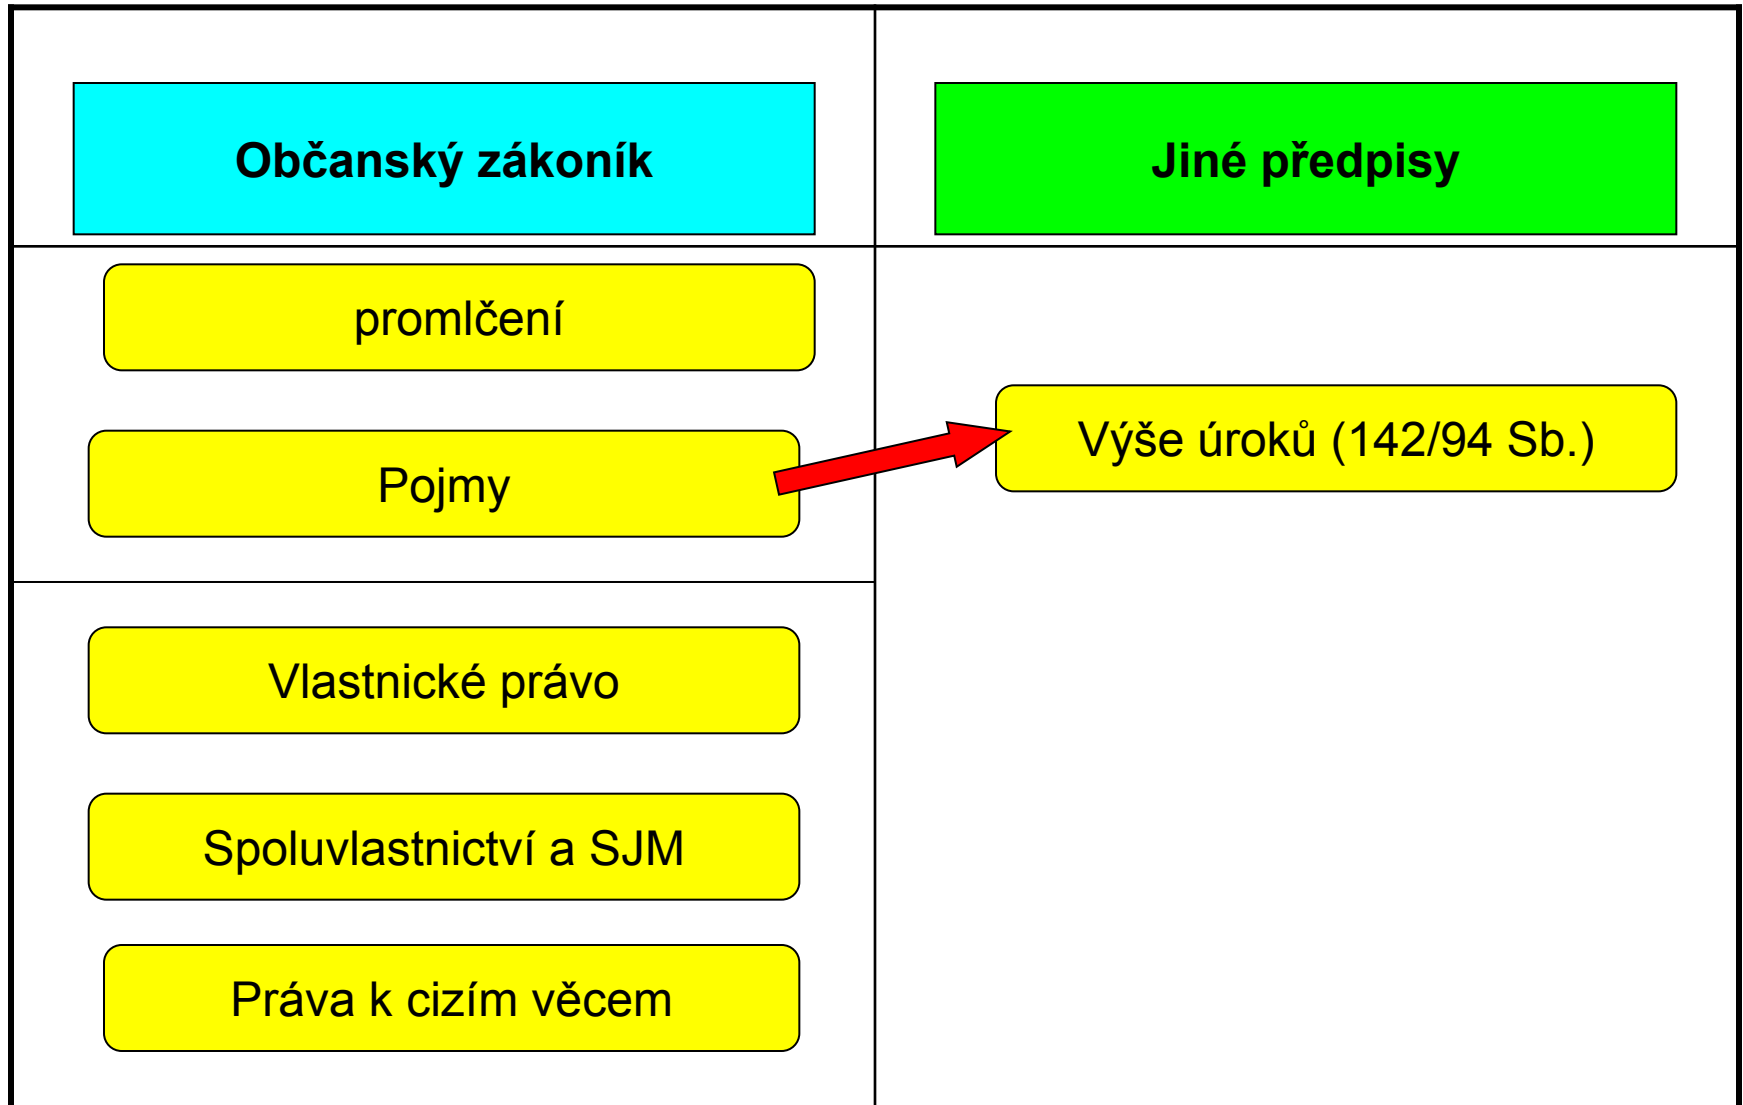 Občanský zákoník
Jiné předpisy
promlčení
Pojmy
Výše úroků (142/94 Sb.)
Vlastnické právo
Spoluvlastnictví a SJM
Práva k cizím věcem